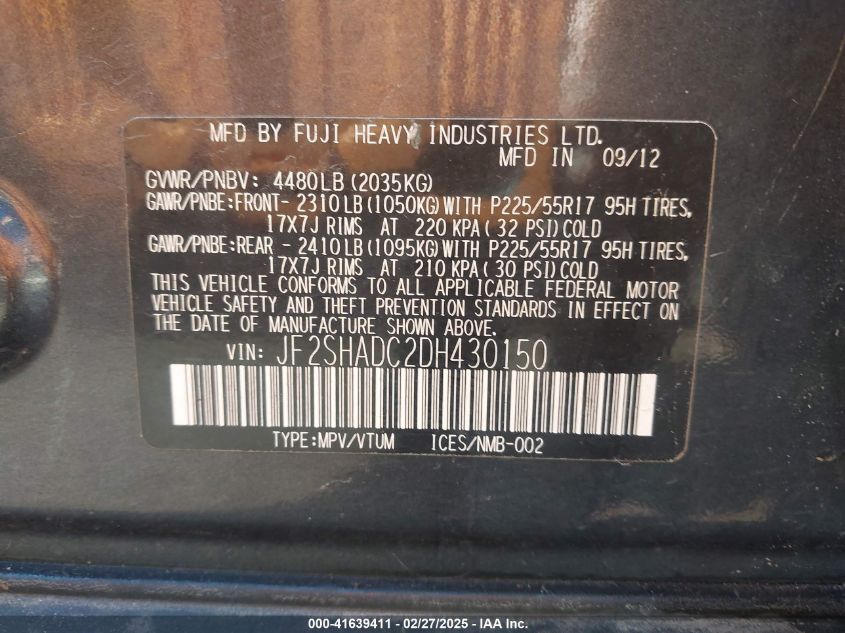 MFD BY FUJI HEAVY INDUSTRIES LTD.
MFD IN 09/12
GVWR/PNBV: 4480LB(2035KG)
GAWR/PNBE:FRONT- 2310LB(1050KG)WITH P225/55R17 95H TIRES,
17X7J RIMS AT 220 KPA(32 PSI)COLD
GAWR/PNBE:REAR - 2410LB(1095KG)WITH P225/55R17 95H TIRES,
17X7J RIMS AT 210 KPA(30 PSI)COLD
THIS VEHICLE CONFORMS TO ALL APPLICABLE FEDERAL MOTOR
VEHICLE SAFETY AND THEFT PREVENTION STANDARDS IN EFFECT ON
THE DATE OF MANUFACTURE SHOWN ABOVE.
VIN: JF2SHADC2DH430150
TYPE:MPV/VTUM ICES/NMB-002
000-41639411 - 02/27/2025 - © IAA Inc.